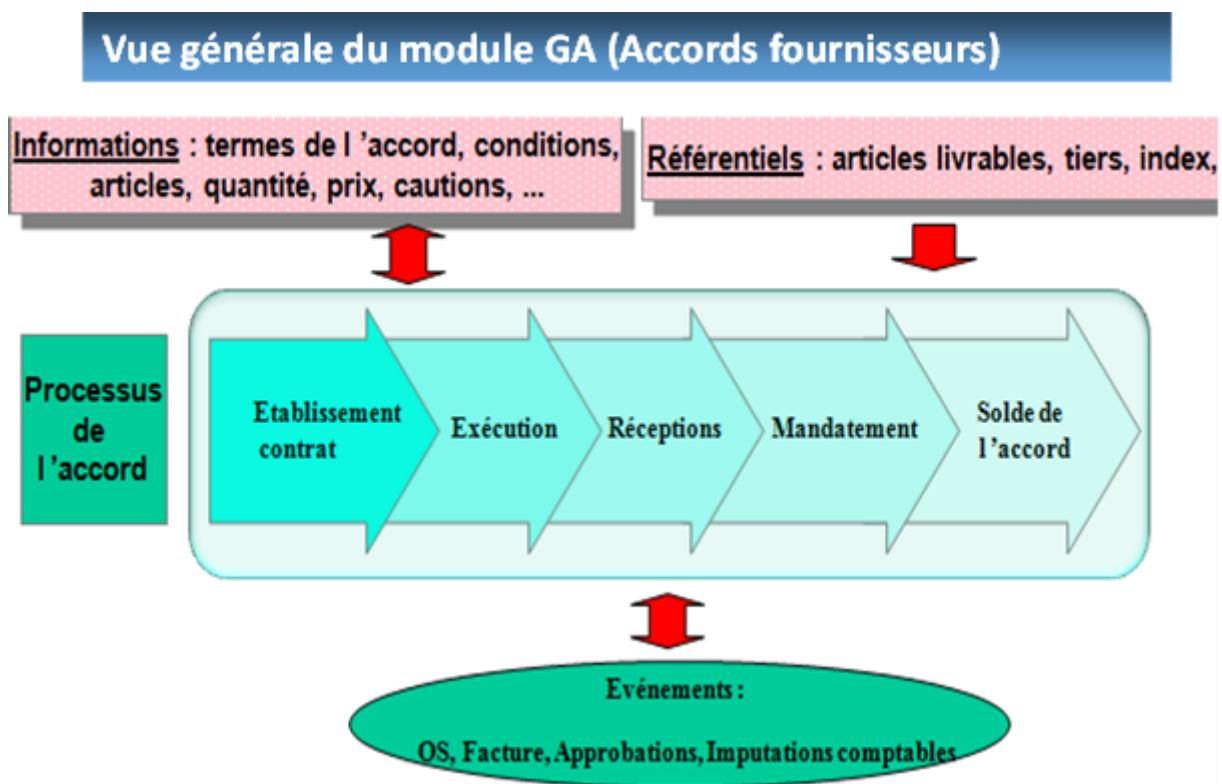 Vue générale du module GA (Accords fournisseurs)
Informations : termes de l ’accord, conditions,
articles, quantité, prix, cautions, ...
Référentiels : articles livrables, tiers, index,
Processus
de
l ’accord
Etablissement
contrat
Exécution
Réceptions
Mandatement
Solde de
l ’accord
Evénements :
OS, Facture, Approbations, Imputations comptables